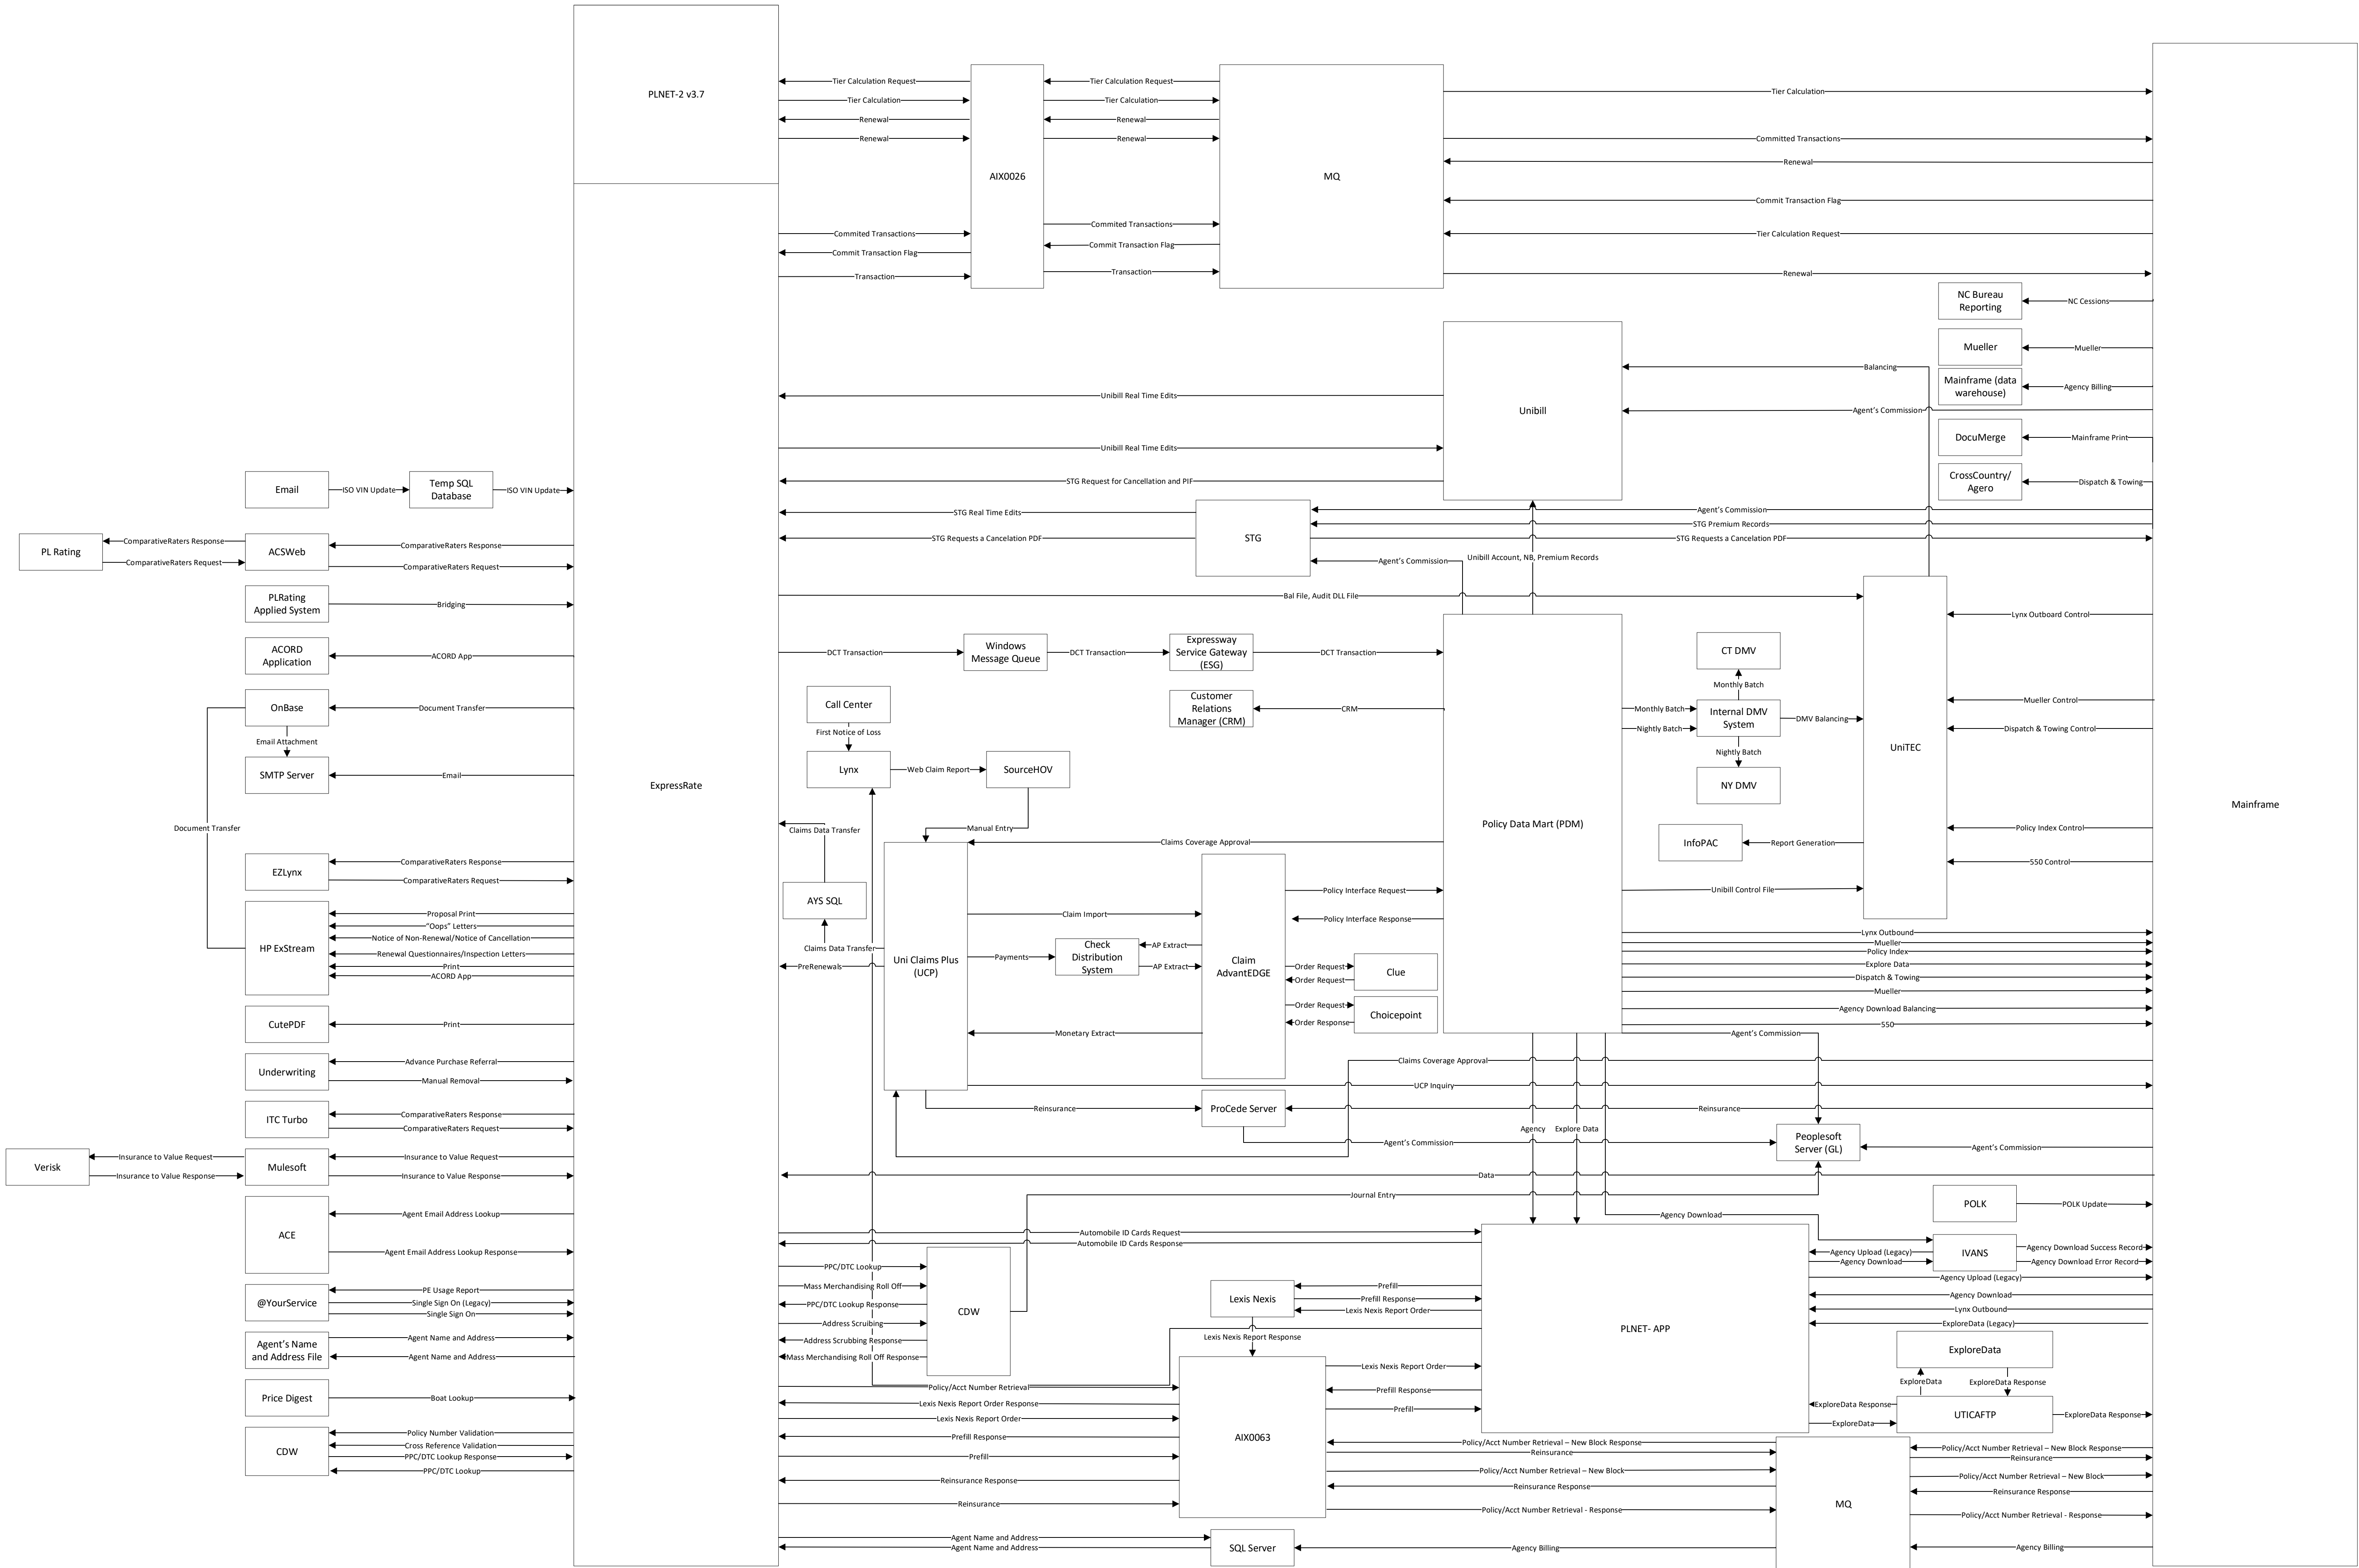 PLNET-2 v3.7
Tier Calculation Request
Tier Calculation
Renewal
Renewal
Commited Transactions
Commit Transaction Flag
Transaction
AIX0026
Tier Calculation Request
Tier Calculation
Renewal
Renewal
Commited Transactions
Commit Transaction Flag
Transaction
MQ
Tier Calculation
Committed Transactions
Renewal
Commit Transaction Flag
Tier Calculation Request
Renewal
NC Bureau
Reporting
NC Cessions
Mueller
Mueller
Mainframe (data
warehouse)
Agency Billing
DocuMerge
Mainframe Print
CrossCountry/
Agero
Dispatch & Towing
Balancing
Agent's Commission
Unibill
Unibill Real Time Edits
Unibill Real Time Edits
STG Request for Cancellation and PIF
STG Real Time Edits
STG Requests a Cancelation PDF
STG
Agent's Commission
STG Premium Records
STG Requests a Cancelation PDF
Unibill Account, NB, Premium Records
Agent's Commission
Bal File, Audit DLL File
Email
ISO VIN Update
Temp SQL
Database
ISO VIN Update
PL Rating
ComparativeRaters Response
ComparativeRaters Request
ACSWeb
ComparativeRaters Response
ComparativeRaters Request
PLRating
Applied System
Bridging
ACORD
Application
ACORD App
OnBase
Document Transfer
Email Attachment
SMTP Server
Email
Document Transfer
EZLynx
ComparativeRaters Response
ComparativeRaters Request
HP ExStream
Proposal Print
"Oops" Letters
Notice of Non-Renewal/Notice of Cancellation
Renewal Questionnaires/Inspection Letters
Print
ACORD App
CutePDF
Print
Underwriting
Advance Purchase Referral
Manual Removal
ITC Turbo
ComparativeRaters Response
ComparativeRaters Request
Verisk
Insurance to Value Request
Insurance to Value Response
Mulesoft
Insurance to Value Request
Insurance to Value Response
ACE
Agent Email Address Lookup
Agent Email Address Lookup Response
@YourService
PE Usage Report
Single Sign On (Legacy)
Single Sign On
Agent's Name
and Address File
Agent Name and Address
Agent Name and Address
Price Digest
Boat Lookup
CDW
Policy Number Validation
Cross Reference Validation
PPC/DTC Lookup Response
PPC/DTC Lookup
ExpressRate
DCT Transaction
Windows
Message Queue
DCT Transaction
Expressway
Service Gateway
(ESG)
DCT Transaction
Customer
Relations
Manager (CRM)
CRM
Call Center
First Notice of Loss
Lynx
Web Claim Report
SourceHOV
Manual Entry
Claims Data Transfer
AYS SQL
Claims Data Transfer
PreRenewals
Uni Claims Plus
(UCP)
Claims Coverage Approval
Claim Import
Payments
Check
Distribution
System
AP Extract
AP Extract
Monetary Extract
Claim
AdvantEDGE
Policy Interface Request
Policy Interface Response
Order Request
Order Request
Clue
Order Request
Order Response
Choicepoint
Policy Data Mart (PDM)
Monthly Batch
Nightly Batch
CT DMV
Monthly Batch
Internal DMV
System
Nightly Batch
NY DMV
DMV Balancing
InfoPAC
Report Generation
Unibill Control File
UniTEC
Lynx Outboard Control
Mueller Control
Dispatch & Towing Control
Policy Index Control
550 Control
Mainframe
Lynx Outbound
Mueller
Policy Index
Explore Data
Dispatch & Towing
Mueller
Agency Download Balancing
550
Agent's Commission
Claims Coverage Approval
UCP Inquiry
Reinsurance
ProCede Server
Reinsurance
Agent's Commission
Agency
Explore Data
Peoplesoft
Server (GL)
Agent's Commission
Data
Journal Entry
POLK
POLK Update
Agency Download
IVANS
Agency Upload (Legacy)
Agency Download
Agency Download Success Record
Agency Download Error Record
Agency Upload (Legacy)
Agency Download
Lynx Outbound
ExploreData (Legacy)
Automobile ID Cards Request
Automobile ID Cards Response
PPC/DTC Lookup
Mass Merchandising Roll Off
PPC/DTC Lookup Response
Address Scruibing
Address Scrubbing Response
Mass Merchandising Roll Off Response
CDW
Lexis Nexis
Prefill
Prefill Response
Lexis Nexis Report Order
Lexis Nexis Report Response
PLNET- APP
Lexis Nexis Report Order
Prefill Response
Prefill
ExploreData
ExploreData
ExploreData Response
UTICAFTP
ExploreData Response
ExploreData
ExploreData Response
Policy/Acct Number Retrieval
Lexis Nexis Report Order Response
Lexis Nexis Report Order
Prefill Response
Prefill
Reinsurance Response
Reinsurance
AIX0063
Policy/Acct Number Retrieval – New Block Response
Reinsurance
Policy/Acct Number Retrieval – New Block
Reinsurance Response
Policy/Acct Number Retrieval - Response
MQ
Policy/Acct Number Retrieval – New Block Response
Reinsurance
Policy/Acct Number Retrieval – New Block
Reinsurance Response
Policy/Acct Number Retrieval - Response
Agent Name and Address
Agent Name and Address
SQL Server
Agency Billing
Agency Billing